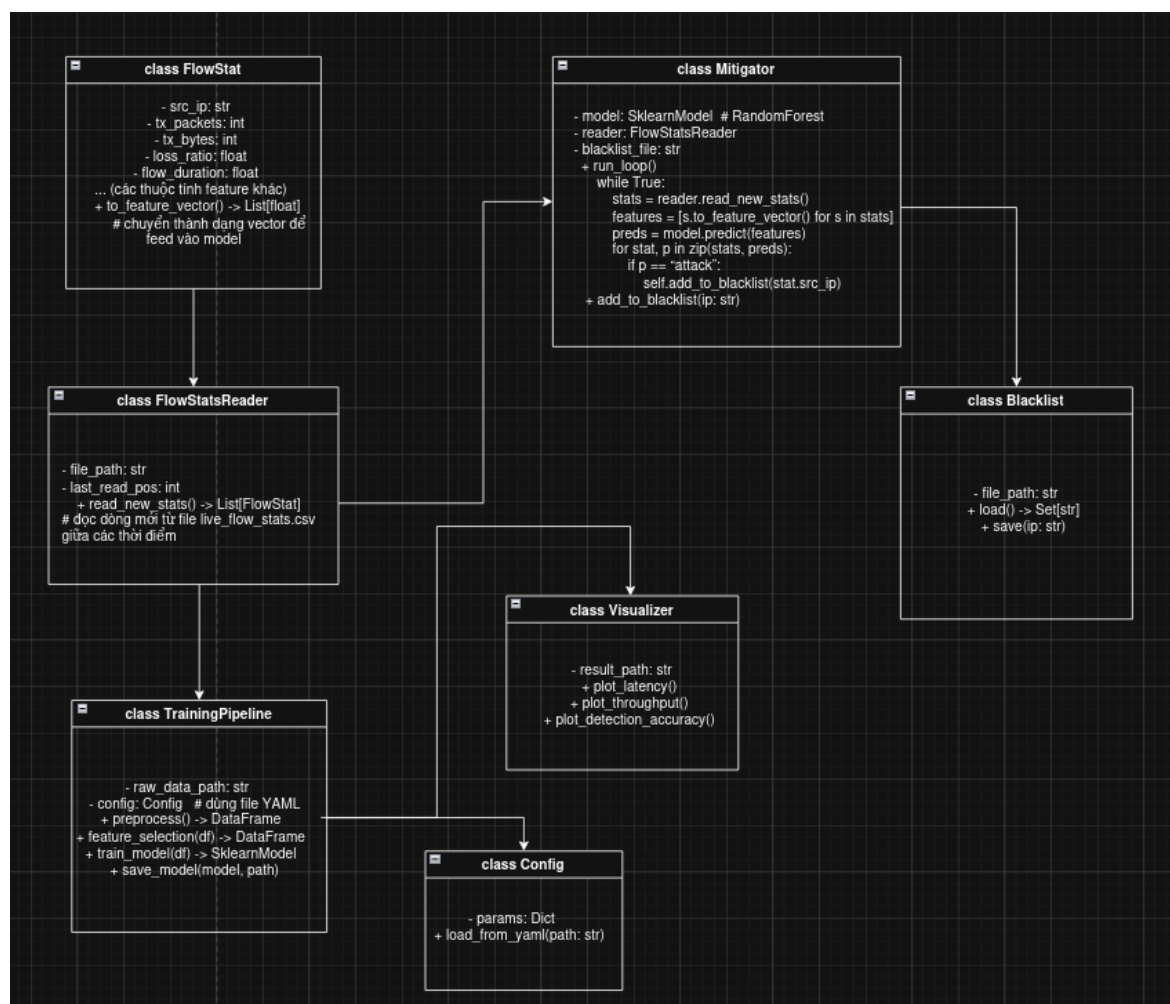 class FlowStat
- src_ip: str
- tx_packets: int
- tx_bytes: int
- loss_ratio: float
- flow_duration: float
... (các thuộc tính feature khác)
+ to_feature_vector() -> List[float]
# chuyển thành dạng vector để
feed vào model
class Mitigator
- model: SklearnModel # RandomForest
- reader: FlowStatsReader
- blacklist_file: str
+ run_loop()
while True:
stats = reader.read_new_stats()
features = [s.to_feature_vector() for s in stats]
preds = model.predict(features)
for stat, p in zip(stats, preds):
if p == “attack”:
self.add_to_blacklist(stat.src_ip)
+ add_to_blacklist(ip: str)
class FlowStatsReader
- file_path: str
- last_read_pos: int
+ read_new_stats() -> List[FlowStat]
# đọc dòng mới từ file live_flow_stats.csv
giữa các thời điểm
class Blacklist
- file_path: str
+ load() -> Set[str]
+ save(ip: str)
class Visualizer
- result_path: str
+ plot_latency()
+ plot_throughput()
+ plot_detection_accuracy()
class TrainingPipeline
- raw_data_path: str
- config: Config # dùng file YAML
+ preprocess() -> DataFrame
+ feature_selection(df) -> DataFrame
+ train_model(df) -> SklearnModel
+ save_model(model, path)
class Config
- params: Dict
+ load_from_yaml(path: str)